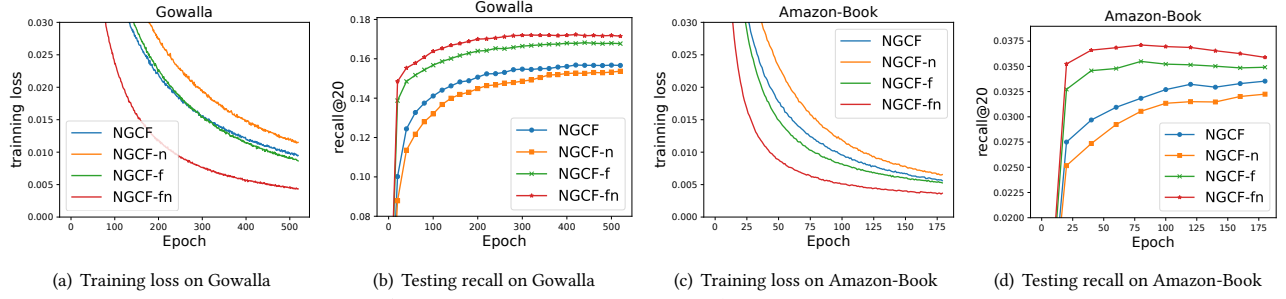 Gowalla
0.030
0.025
0.020
0.015
0.010
0.005
0.000
trainning loss
NGCF
NGCF-n
NGCF-f
NGCF-fn
0 100 200 300 400 500
Epoch
(a) Training loss on Gowalla
Gowalla
0.18
0.16
0.14
0.12
0.10
0.08
recall@20
NGCF
NGCF-n
NGCF-f
NGCF-fn
0 100 200 300 400 500
Epoch
(b) Testing recall on Gowalla
Amazon-Book
0.030
0.025
0.020
0.015
0.010
0.005
0.000
trainning loss
NGCF
NGCF-n
NGCF-f
NGCF-fn
0 25 50 75 100 125 150 175
Epoch
(c) Training loss on Amazon-Book
Amazon-Book
0.0375
0.0350
0.0325
0.0300
0.0275
0.0250
0.0225
0.0200
recall@20
NGCF
NGCF-n
NGCF-f
NGCF-fn
0 25 50 75 100 125 150 175
Epoch
(d) Testing recall on Amazon-Book